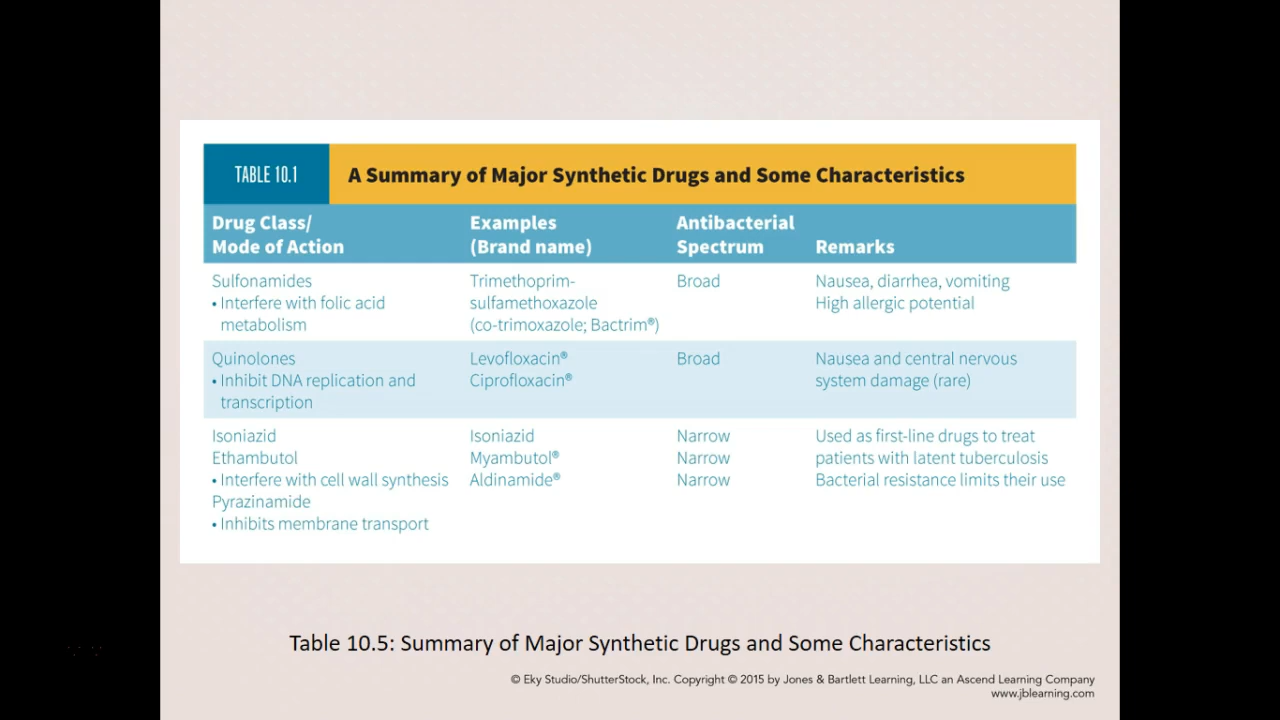 TABLE 10.1
A Summary of Major Synthetic Drugs and Some Characteristics
Drug Class/
Mode of Action
Examples
(Brand name)
Antibacterial
Spectrum
Remarks
Sulfonamides
• Interfere with folic acid
metabolism
Trimethoprim-
sulfamethoxazole
(co-trimoxazole; Bactrim®)
Broad
Nausea, diarrhea, vomiting
High allergic potential
Quinolones
• Inhibit DNA replication and
transcription
Levofloxacin®
Ciprofloxacin®
Broad
Nausea and central nervous
system damage (rare)
Isoniazid
Ethambutol
• Interfere with cell wall synthesis
Pyrazinamide
• Inhibits membrane transport
Isoniazid
Myambutol®
Aldinamide®
Narrow
Narrow
Narrow
Used as first-line drugs to treat
patients with latent tuberculosis
Bacterial resistance limits their use
Table 10.5: Summary of Major Synthetic Drugs and Some Characteristics
© Eky Studio/ShutterStock, Inc. Copyright © 2015 by Jones & Bartlett Learning, LLC an Ascend Learning Company
www.jblearning.com